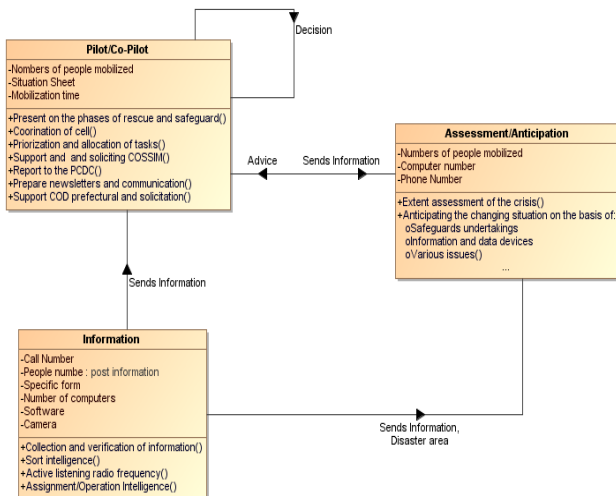 Decision
Pilot/Co-Pilot
-Nombers of people mobilized
-Situation Sheet
-Mobilization time
+Present on the phases of rescue and safeguard()
+Coorination of cell()
+Priorization and allocation of tasks()
+Support and and soliciting COSSIM()
+Report to the PCDC()
+Prepare newsletters and communication()
+Support COD prefectural and solicitation()
Advice
Sends Information
Assessment/Anticipation
-Numbers of people mobilized
-Computer number
-Phone Number
+Extent assessment of the crisis()
+Anticipating the changing situation on the basis of:
oSafeguards undertakings
oInformation and data devices
oVarious issues()
...
Sends Information
Information
-Call Number
-People numbe : post information
-Specific form
-Number of computers
-Software
-Camera
+Collection and verification of information()
+Sort intelligence()
+Active listening radio frequency()
+Assignment/Operation Intelligence()
Sends Information,
Disaster area